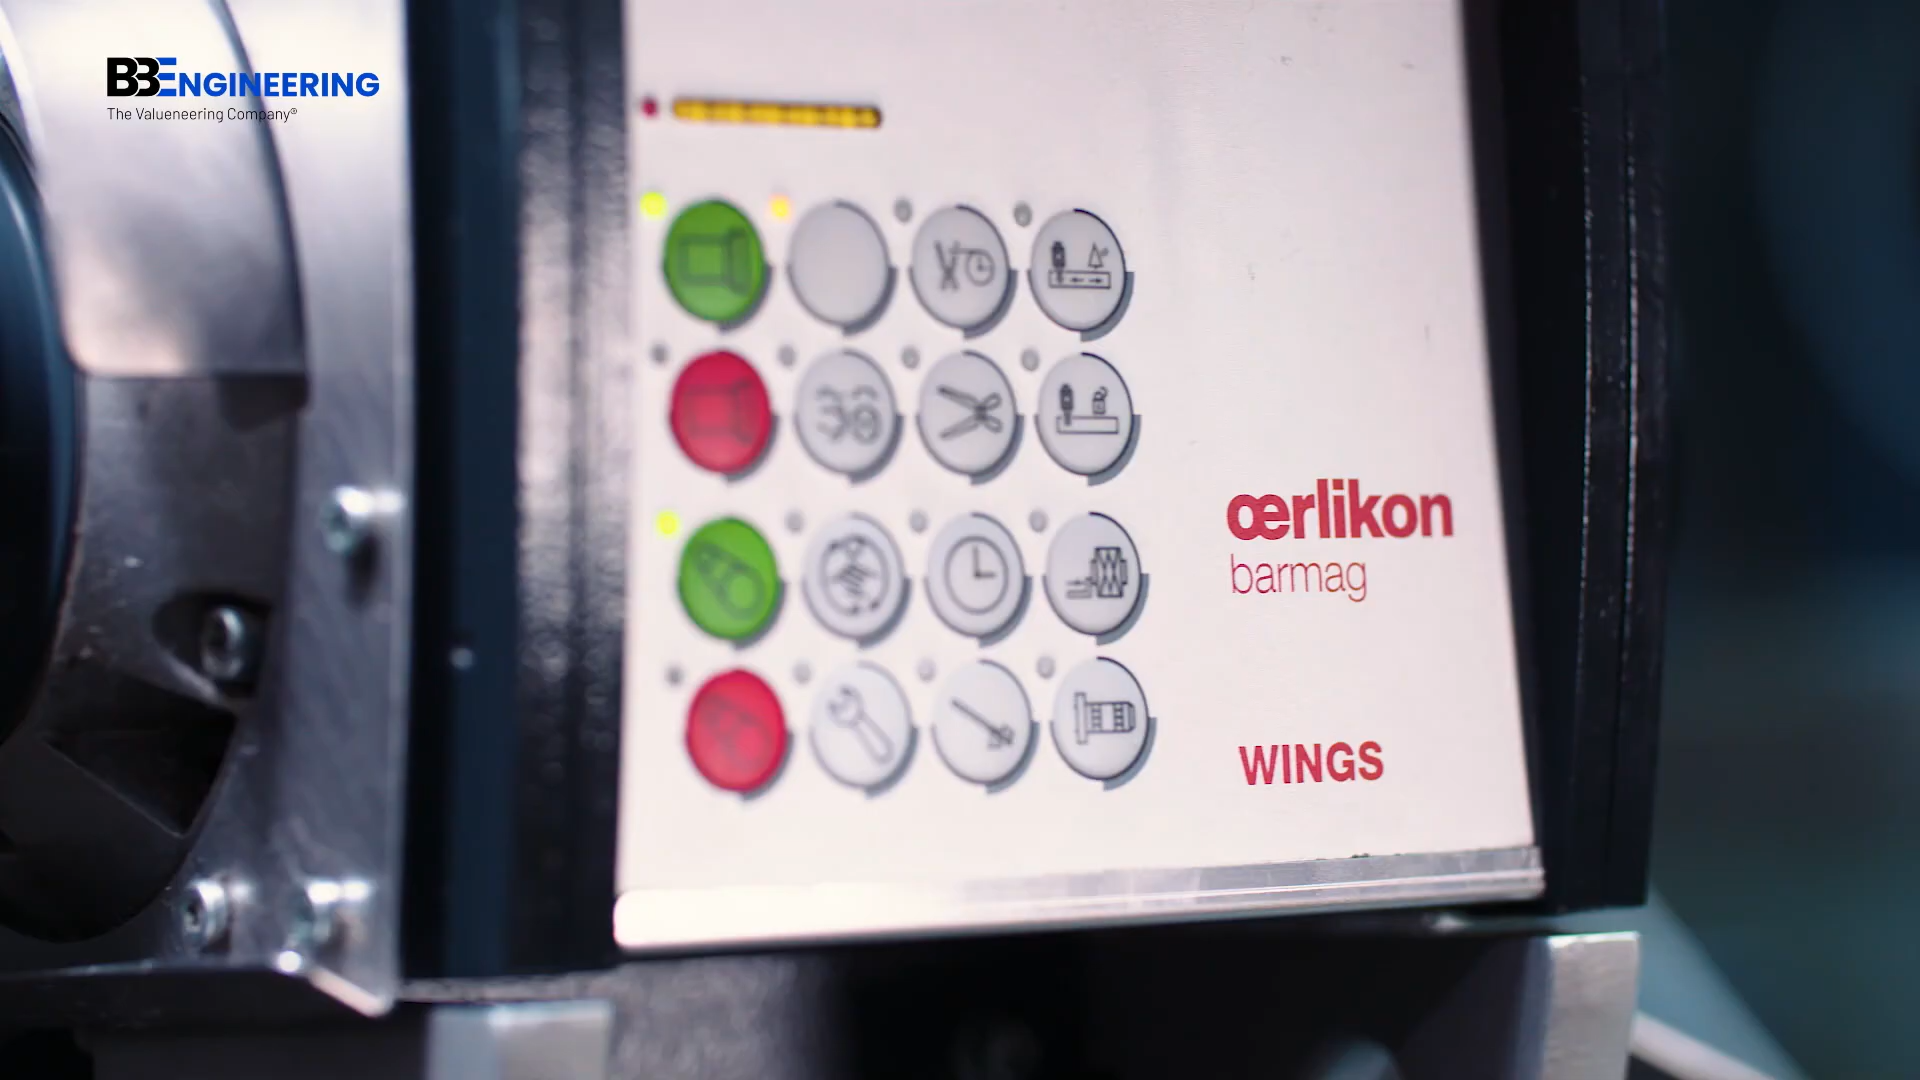 BBENGINEERING
The Valueneering Company®
œrlikon
barmag
WINGS